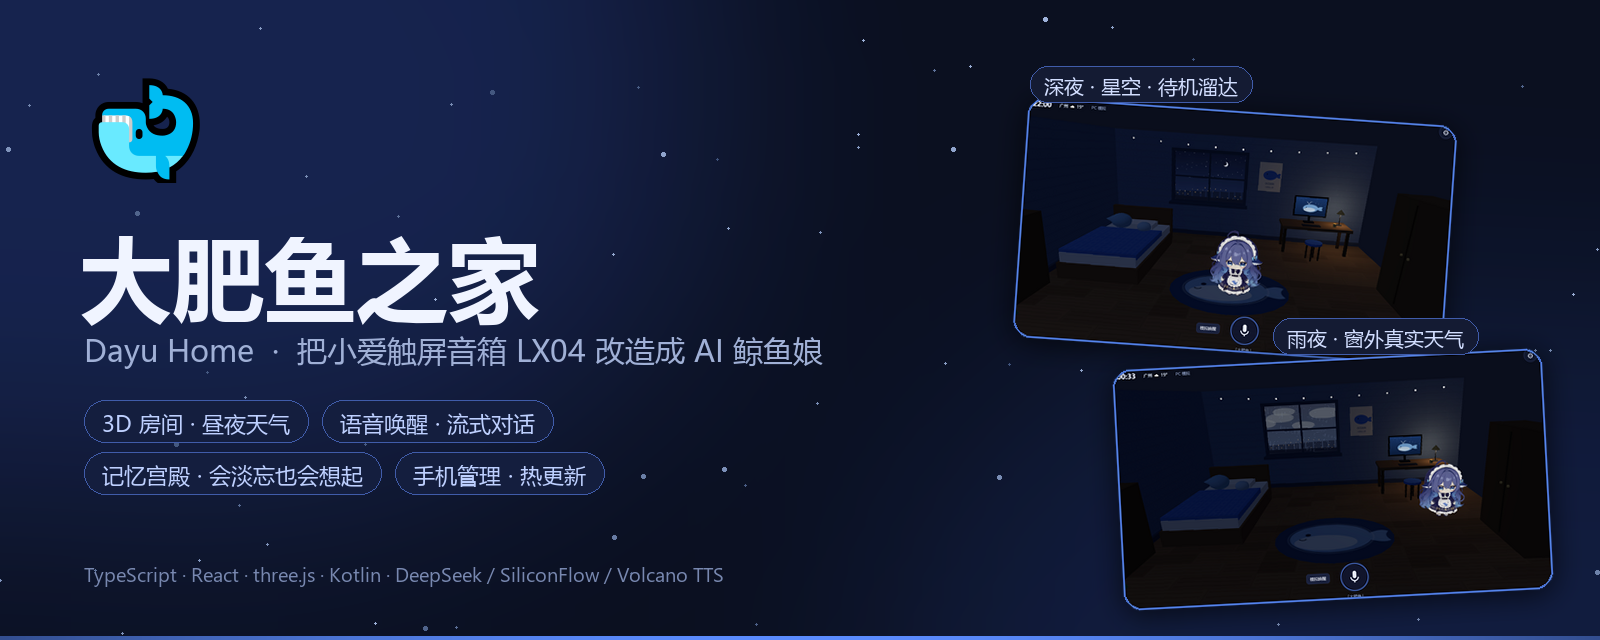 大肥鱼之家
Dayu Home · 把小爱触屏音箱 LX04 改造成 AI 鲸鱼娘
3D 房间 · 昼夜天气
语音唤醒 · 流式对话
记忆宫殿 · 会淡忘也会想起
手机管理 · 热更新
TypeScript · React · three.js · Kotlin · DeepSeek / SiliconFlow / Volcano TTS
深夜 · 星空 · 待机溜达
22:00
雨夜 · 窗外真实天气
00:33